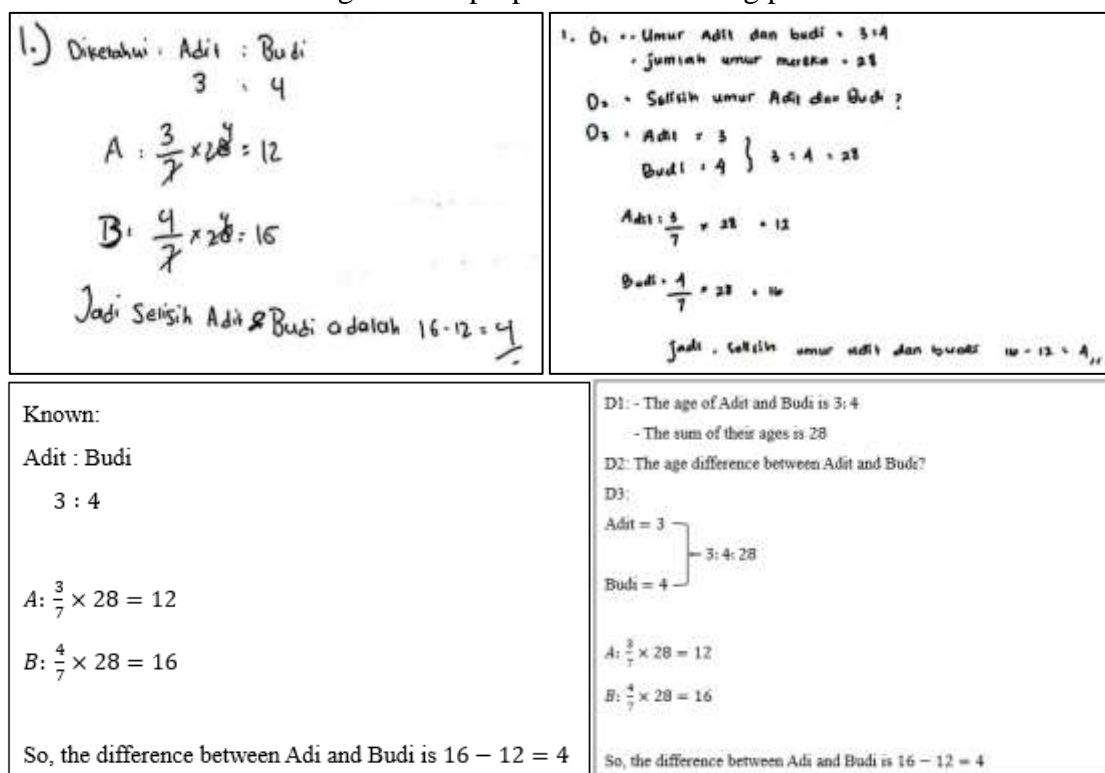 1.) Diketahui : Adit : Budi
3 : 4
A : 3/7 × 28 4 = 12
B : 4/7 × 28 4 = 16
Jadi Selisih Adit & Budi adalah 16 - 12 = 4
1. D1 : - Umur Adit dan budi = 3:4
- Jumlah umur mereka = 28
D2 : Selisih umur Adit dan Budi ?
D3 : Adit = 3
Budi = 4 } 3 : 4 = 28
Adit : 3/7 × 28 = 12
Budi = 4/7 × 28 = 16
Jadi, selisih umur adit dan 16 - 12 = 4
Known:
Adit : Budi
3 : 4
A: 3/7 × 28 = 12
B: 4/7 × 28 = 16
So, the difference between Adi and Budi is 16 − 12 = 4
D1: - The age of Adit and Budi is 3: 4
- The sum of their ages is 28
D2: The age difference between Adit and Budi?
D3:
Adit = 3
3: 4: 28
Budi = 4
A: 3/7 × 28 = 12
B: 4/7 × 28 = 16
So, the difference between Adi and Budi is 16 − 12 = 4